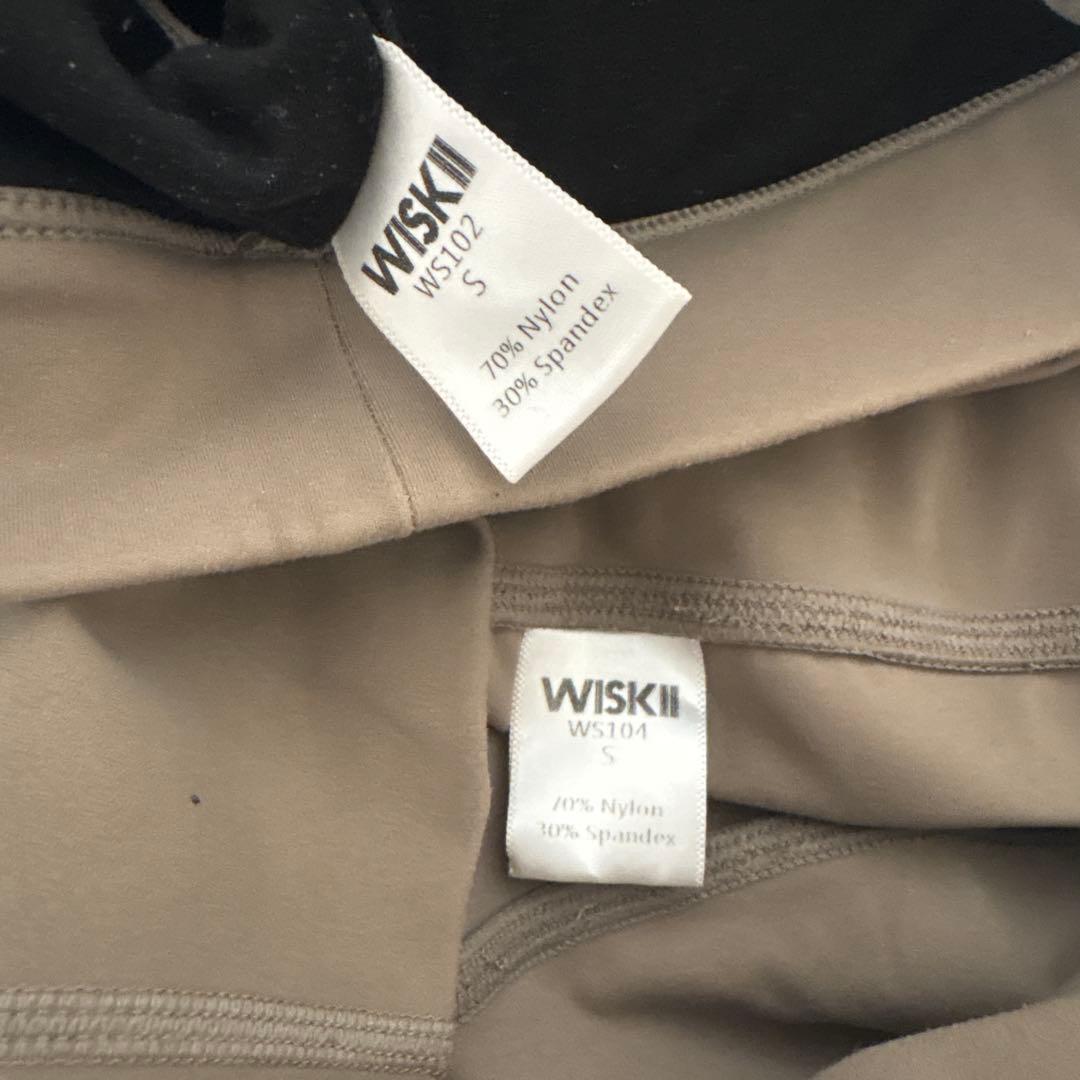 WISKII
WS102
S
70% Nylon
30% Spandex
WISKII
WS104
S
70% Nylon
30% Spandex